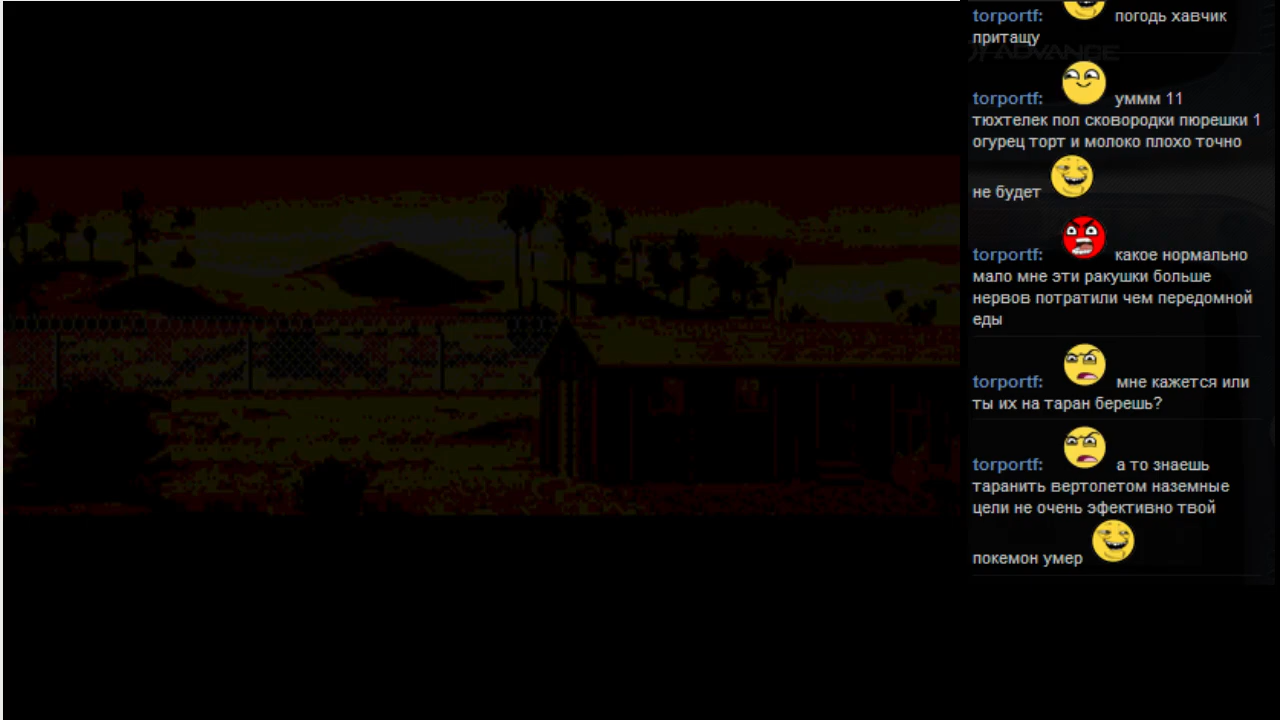 torportf: погодь хавчик
притащу
ADVANCE
torportf: уммм 11
тюхтелек пол сковородки пюрешки 1
огурец торт и молоко плохо точно
не будет
torportf: какое нормально
мало мне эти ракушки больше
нервов потратили чем передомной
еды
torportf: мне кажется или
ты их на таран берешь?
torportf: а то знаешь
таранить вертолетом наземные
цели не очень эфективно твой
покемон умер